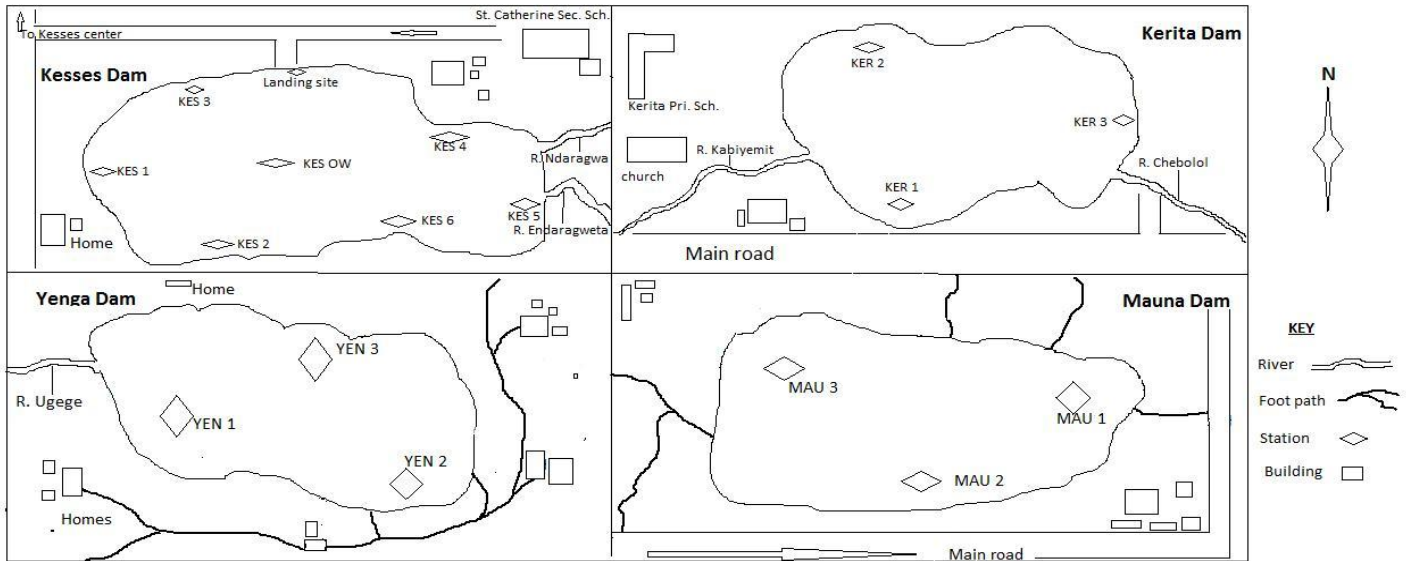 St. Catherine Sec. Sch.
To Kesses center
Kesses Dam
Landing site
KES 3
KES 4
KES 1
KES OW
R. Ndaragwa
KES 5
KES 6
R. Endaragweta
KES 2
Home
Kerita Dam
KER 2
Kerita Pri. Sch.
KER 3
R. Kabiyemit
church
R. Chebolol
KER 1
Main road
Yenga Dam
Home
YEN 3
R. Ugege
YEN 1
YEN 2
Homes
Mauna Dam
MAU 3
MAU 1
MAU 2
Main road
N
KEY
River
Foot path
Station
Building